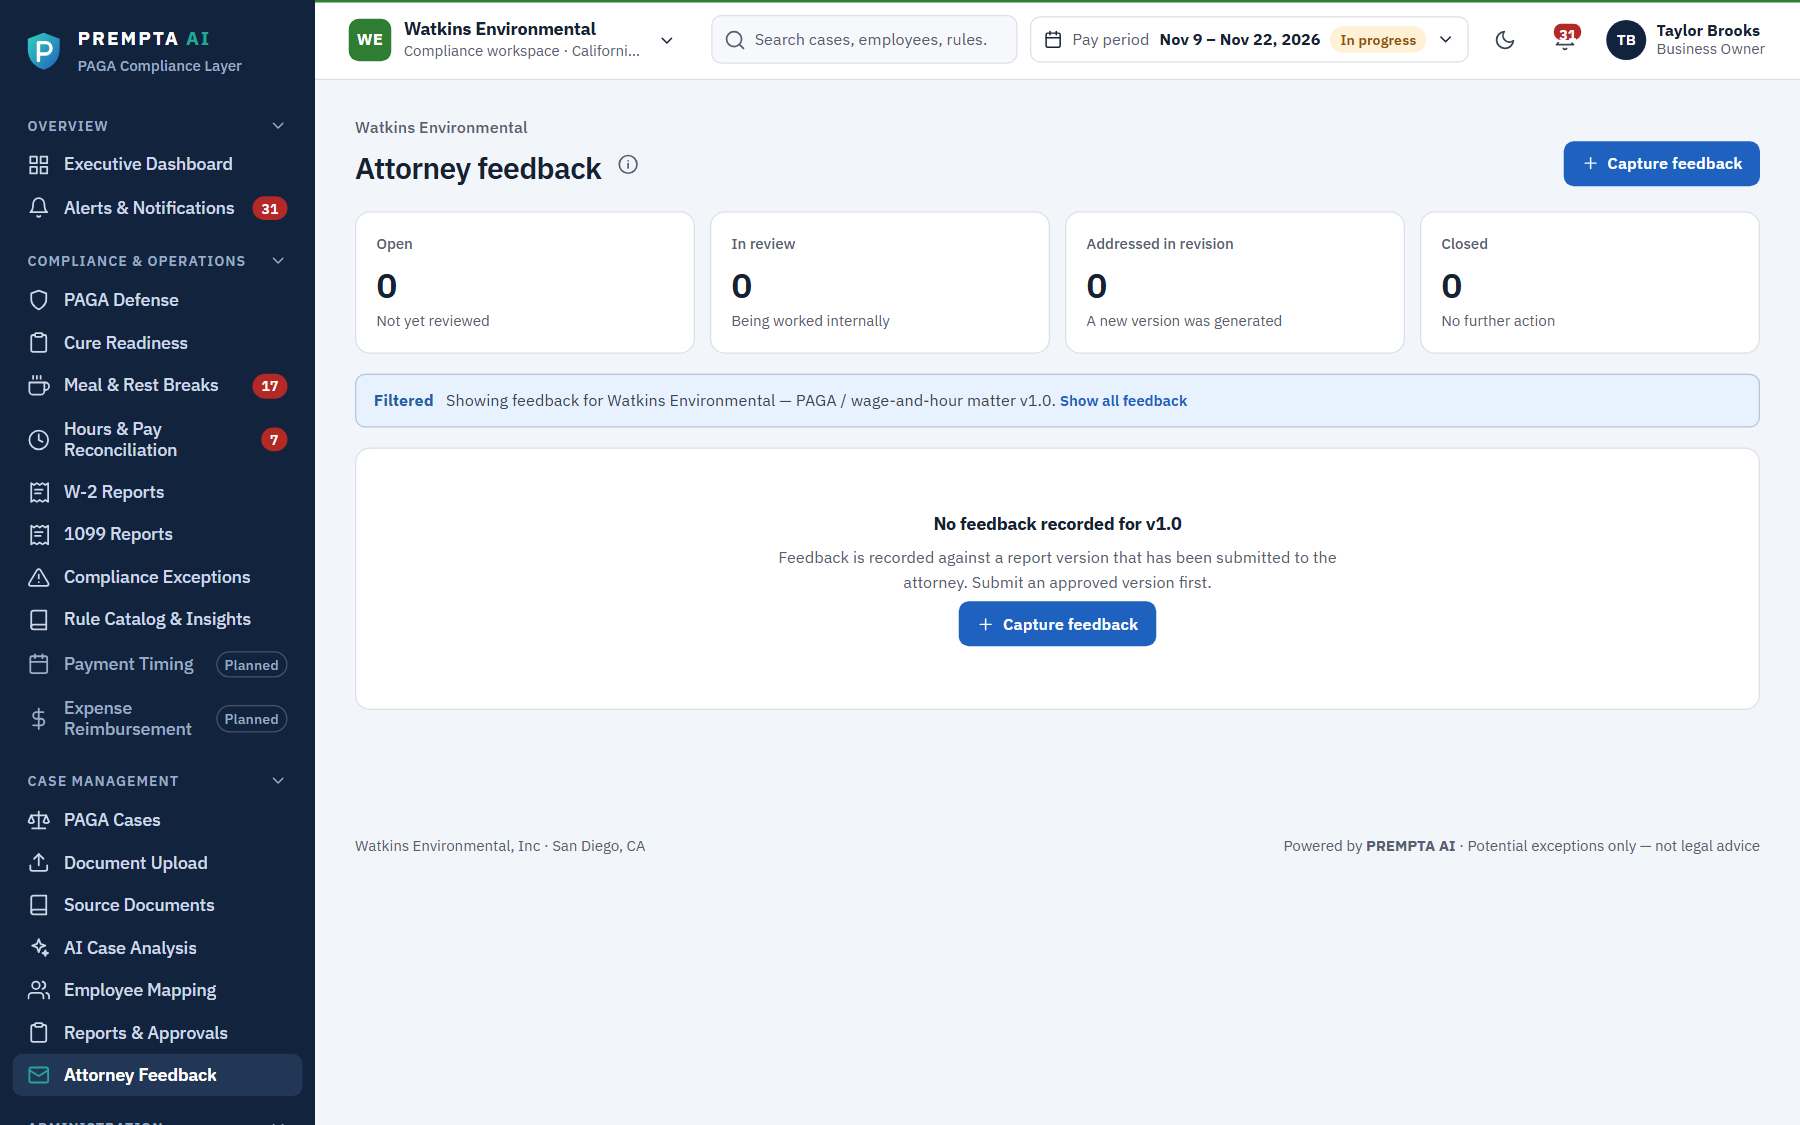 PREMPTA AI
PAGA Compliance Layer
OVERVIEW
Executive Dashboard
Alerts & Notifications 31
COMPLIANCE & OPERATIONS
PAGA Defense
Cure Readiness
Meal & Rest Breaks 17
Hours & Pay
Reconciliation 7
W-2 Reports
1099 Reports
Compliance Exceptions
Rule Catalog & Insights
Payment Timing Planned
Expense
Reimbursement Planned
CASE MANAGEMENT
PAGA Cases
Document Upload
Source Documents
AI Case Analysis
Employee Mapping
Reports & Approvals
Attorney Feedback
ADMINISTRATION
WE
Watkins Environmental
Compliance workspace · Californi...
Search cases, employees, rules.
Pay period Nov 9 – Nov 22, 2026 In progress
31
TB
Taylor Brooks
Business Owner
Watkins Environmental
Attorney feedback
+ Capture feedback
Open
0
Not yet reviewed
In review
0
Being worked internally
Addressed in revision
0
A new version was generated
Closed
0
No further action
Filtered Showing feedback for Watkins Environmental — PAGA / wage-and-hour matter v1.0. Show all feedback
No feedback recorded for v1.0
Feedback is recorded against a report version that has been submitted to the
attorney. Submit an approved version first.
+ Capture feedback
Watkins Environmental, Inc · San Diego, CA
Powered by PREMPTA AI · Potential exceptions only — not legal advice